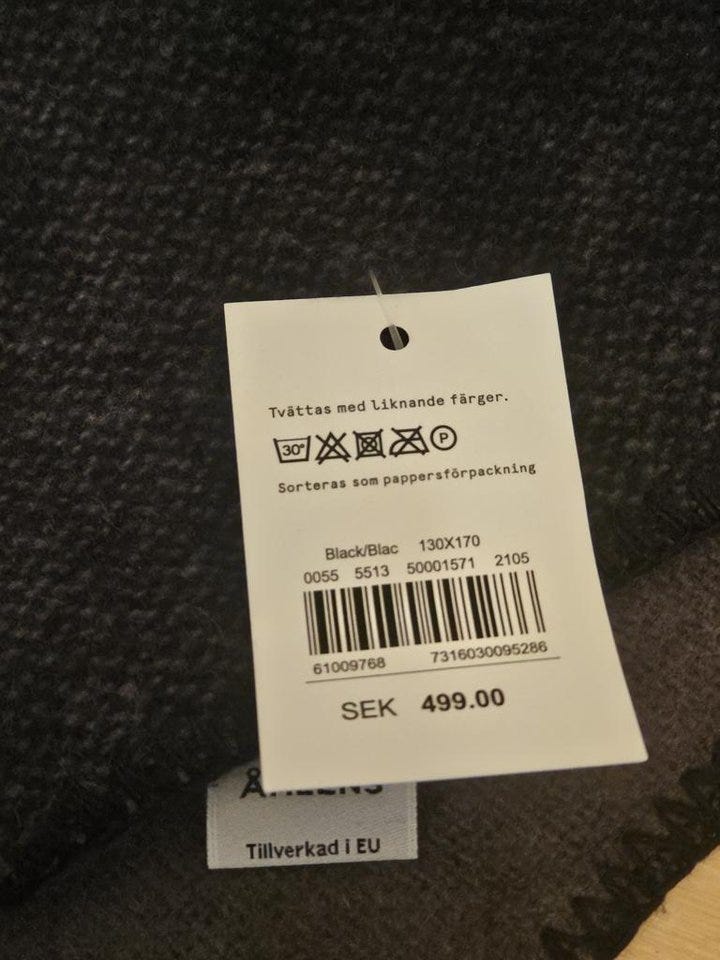 Tvättas med liknande färger.
30° P
Sorteras som pappersförpackning
Black/Blac 130X170
0055 5513 50001571 2105
61009768 7316030095286
SEK 499.00
ÅHLÉNS
Tillverkad i EU